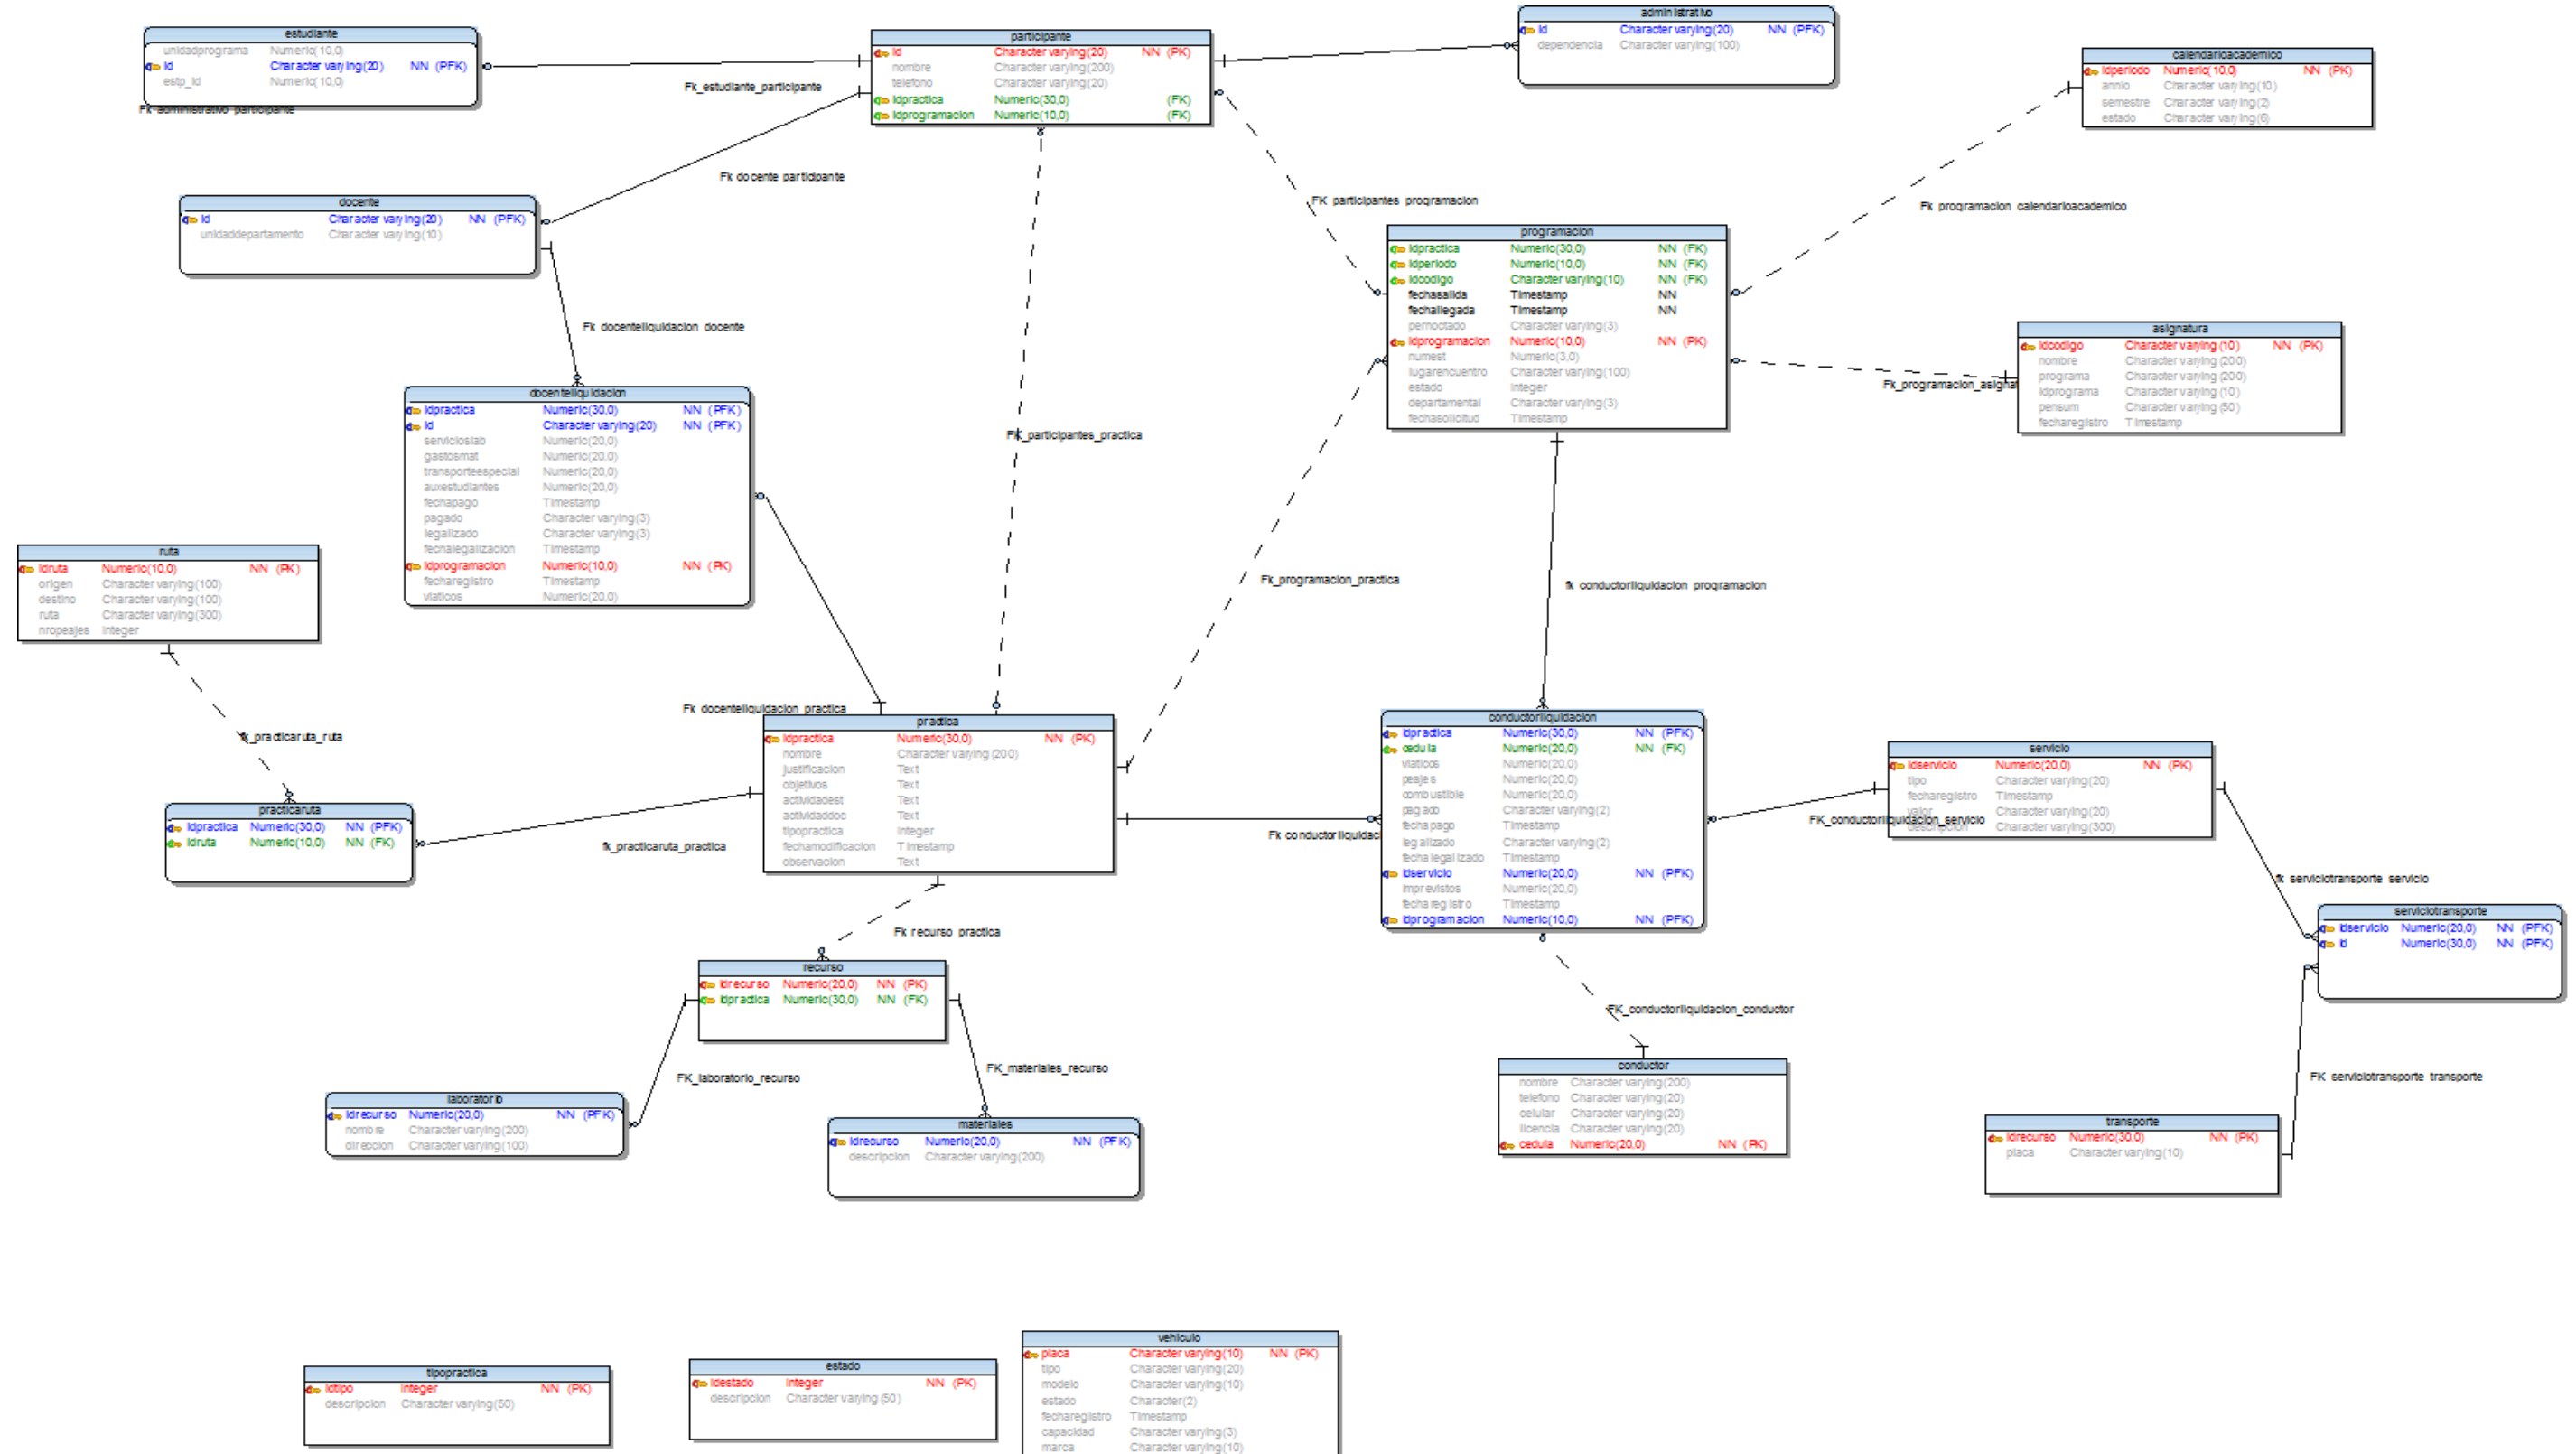 estudiante
unidadprograma Numeric(10,0)
id Character varying(20) NN (PFK)
estp_id Numeric(10,0)
Fk administrativo participante
participante
id Character varying(20) NN (PK)
nombre Character varying(200)
telefono Character varying(20)
idpractica Numeric(30,0) (FK)
idprogramacion Numeric(10,0) (FK)
Fk_estudiante_participante
administrativo
id Character varying(20) NN (PFK)
dependencia Character varying(100)
calendarioacademico
idperiodo Numeric(10,0) NN (PK)
annio Character varying(10)
semestre Character varying(2)
estado Character varying(6)
Fk docente participante
docente
id Character varying(20) NN (PFK)
unidaddepartamento Character varying(10)
FK participantes programacion
Fk programacion calendarioacademico
programacion
idpractica Numeric(30,0) NN (FK)
idperiodo Numeric(10,0) NN (FK)
idcodigo Character varying(10) NN (FK)
fechasalida Timestamp NN
fechallegada Timestamp NN
pernoctado Character varying(3)
idprogramacion Numeric(10,0) NN (PK)
numest Numeric(3,0)
lugarencuentro Character varying(100)
estado Integer
departamental Character varying(3)
fechasolicitud Timestamp
Fk docenteliquidacion docente
asignatura
idcodigo Character varying(10) NN (PK)
nombre Character varying(200)
programa Character varying(200)
idprograma Character varying(10)
pensum Character varying(50)
fecharegistro Timestamp
Fk_programacion_asignat
docenteliquidacion
idpractica Numeric(30,0) NN (PFK)
id Character varying(20) NN (PFK)
servicioslab Numeric(20,0)
gastosmat Numeric(20,0)
transporteespecial Numeric(20,0)
auxestudiantes Numeric(20,0)
fechapago Timestamp
pagado Character varying(3)
legalizado Character varying(3)
fechalegalizacion Timestamp
idprogramacion Numeric(10,0) NN (PK)
fecharegistro Timestamp
viaticos Numeric(20,0)
FK_participantes_practica
ruta
idruta Numeric(10,0) NN (PK)
origen Character varying(100)
destino Character varying(100)
ruta Character varying(300)
nropeajes Integer
Fk_programacion_practica
fk conductorliquidacion programacion
fk_practicaruta_ruta
Fk docenteliquidacion practica
practica
idpractica Numeric(30,0) NN (PK)
nombre Character varying(200)
justificacion Text
objetivos Text
actividadest Text
actividaddoc Text
tipopractica Integer
fechamodificacion Timestamp
observacion Text
conductorliquidacion
idpractica Numeric(30,0) NN (PFK)
cedula Numeric(20,0) NN (FK)
viaticos Numeric(20,0)
peajes Numeric(20,0)
combustible Numeric(20,0)
pagado Character varying(2)
fechapago Timestamp
legalizado Character varying(2)
fechalegalizado Timestamp
idservicio Numeric(20,0) NN (PFK)
imprevistos Numeric(20,0)
fecharegistro Timestamp
idprogramacion Numeric(10,0) NN (PFK)
servicio
idservicio Numeric(20,0) NN (PK)
tipo Character varying(20)
fecharegistro Timestamp
valor Character varying(20)
descripcion Character varying(300)
FK_conductorliquidacion_servicio
practicaruta
idpractica Numeric(30,0) NN (PFK)
idruta Numeric(10,0) NN (FK)
fk_practicaruta_practica
Fk conductorliquidaci
fk serviciotransporte servicio
serviciotransporte
idservicio Numeric(20,0) NN (PFK)
id Numeric(30,0) NN (PFK)
Fk recurso practica
recurso
idrecurso Numeric(20,0) NN (PK)
idpractica Numeric(30,0) NN (FK)
FK_conductorliquidacion_conductor
FK_laboratorio_recurso
FK_materiales_recurso
FK serviciotransporte transporte
laboratorio
idrecurso Numeric(20,0) NN (PFK)
nombre Character varying(200)
direccion Character varying(100)
materiales
idrecurso Numeric(20,0) NN (PFK)
descripcion Character varying(200)
conductor
nombre Character varying(200)
telefono Character varying(20)
celular Character varying(20)
licencia Character varying(20)
cedula Numeric(20,0) NN (PK)
transporte
idrecurso Numeric(30,0) NN (PK)
placa Character varying(10)
tipopractica
idtipo Integer NN (PK)
descripcion Character varying(50)
estado
idestado Integer NN (PK)
descripcion Character varying(50)
vehiculo
placa Character varying(10) NN (PK)
tipo Character varying(20)
modelo Character varying(10)
estado Character(2)
fecharegistro Timestamp
capacidad Character varying(3)
marca Character varying(10)